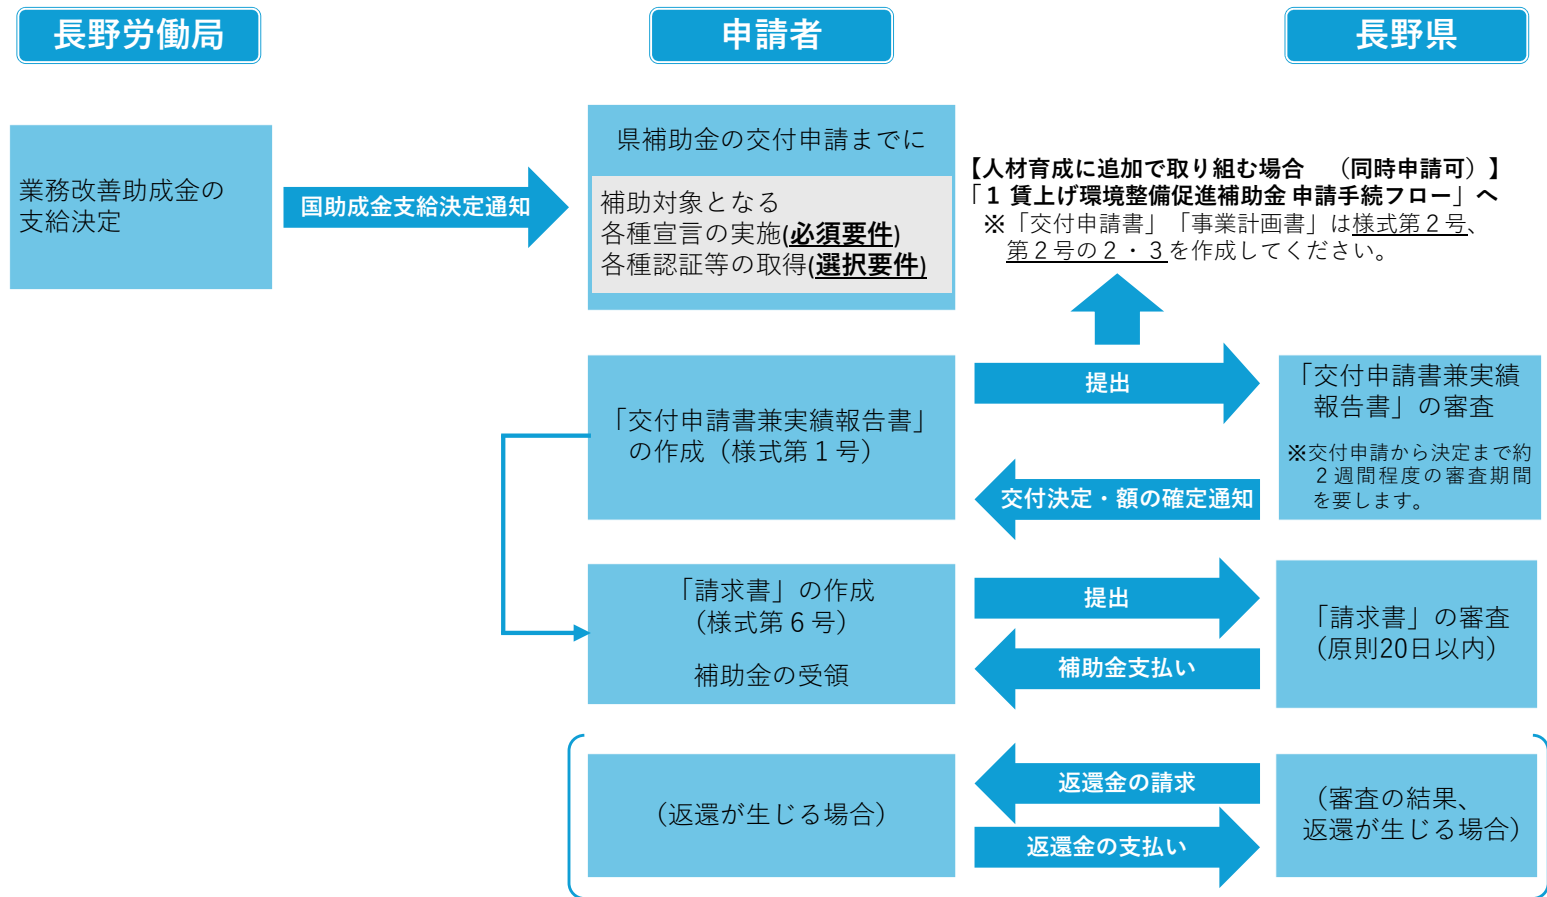 長野労働局
申請者
長野県
業務改善助成金の
支給決定
国助成金支給決定通知
県補助金の交付申請までに
補助対象となる
各種宣言の実施(必須要件)
各種認証等の取得(選択要件)
【人材育成に追加で取り組む場合　（同時申請可）】
「１ 賃上げ環境整備促進補助金 申請手続フロー」へ
※「交付申請書」「事業計画書」は様式第２号、
第２号の２・３を作成してください。
「交付申請書兼実績報告書」
の作成（様式第１号）
提出
「交付申請書兼実績
報告書」の審査
※交付申請から決定まで約
２週間程度の審査期間
を要します。
交付決定・額の確定通知
「請求書」の作成
（様式第６号）
補助金の受領
提出
補助金支払い
「請求書」の審査
（原則20日以内）
（返還が生じる場合）
返還金の請求
返還金の支払い
（審査の結果、
返還が生じる場合）